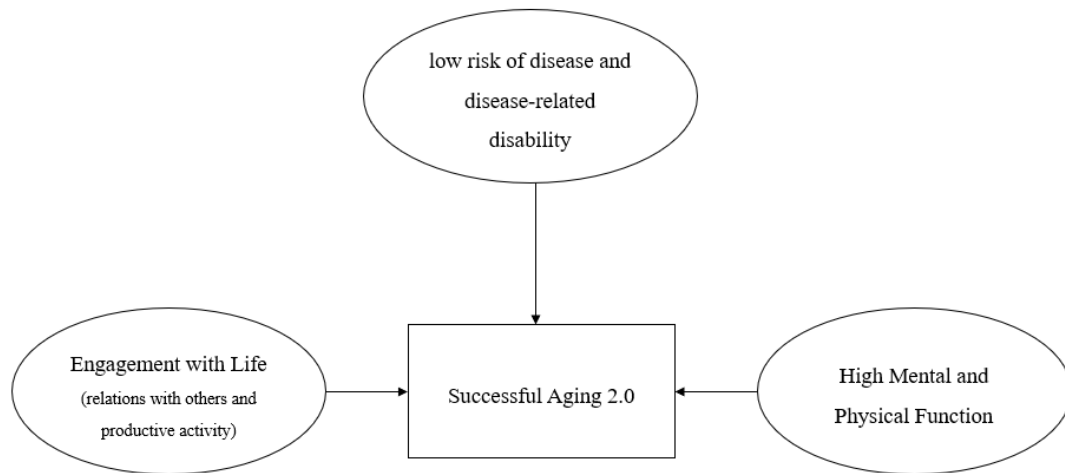 low risk of disease and
disease-related
disability
Engagement with Life
(relations with others and
productive activity)
Successful Aging 2.0
High Mental and
Physical Function